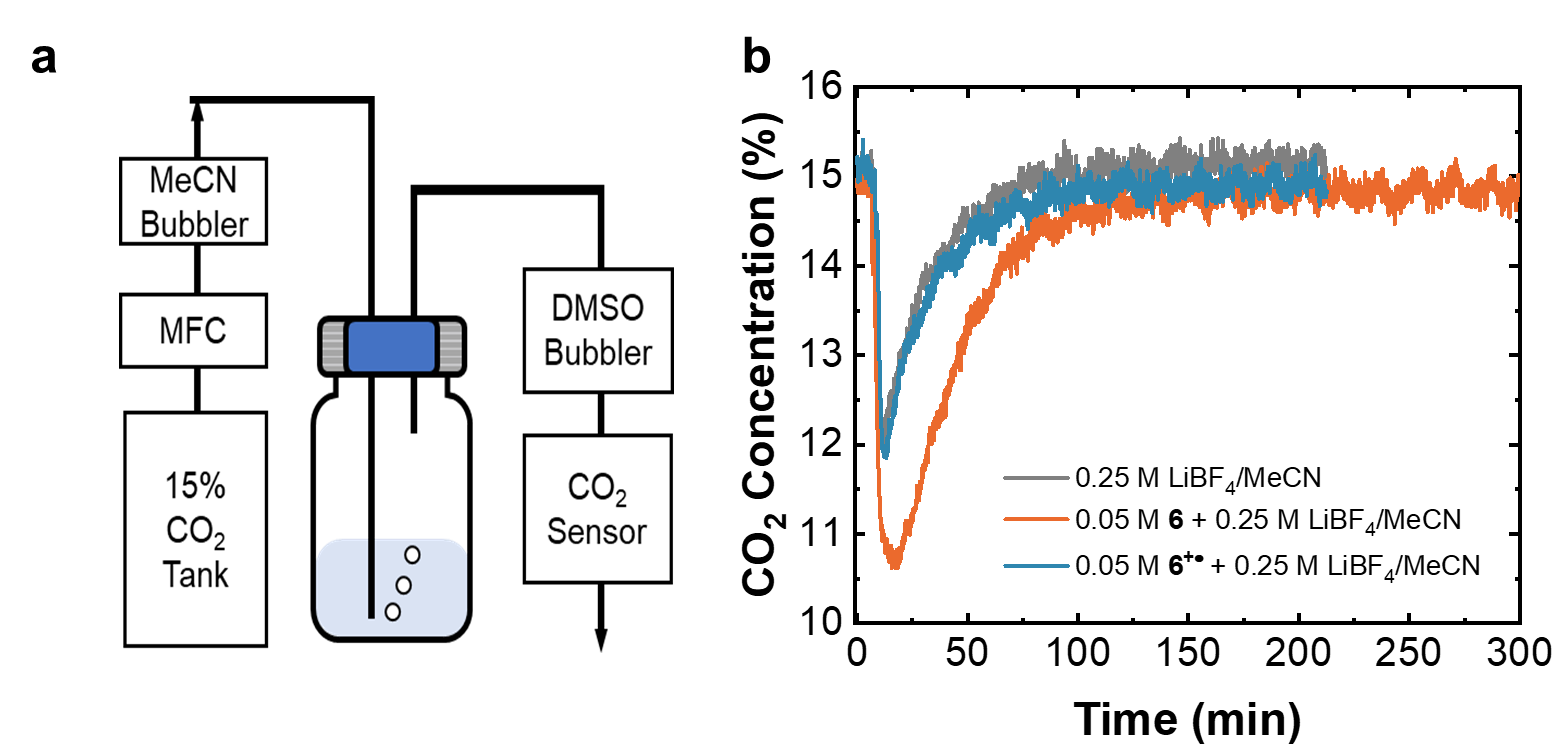 a
MeCN
Bubbler
MFC
15%
CO₂
Tank
DMSO
Bubbler
CO₂
Sensor
b
CO₂ Concentration (%)
16
15
14
13
12
11
10
0.25 M LiBF₄/MeCN
0.05 M 6 + 0.25 M LiBF₄/MeCN
0.05 M 6⁺• + 0.25 M LiBF₄/MeCN
0 50 100 150 200 250 300
Time (min)